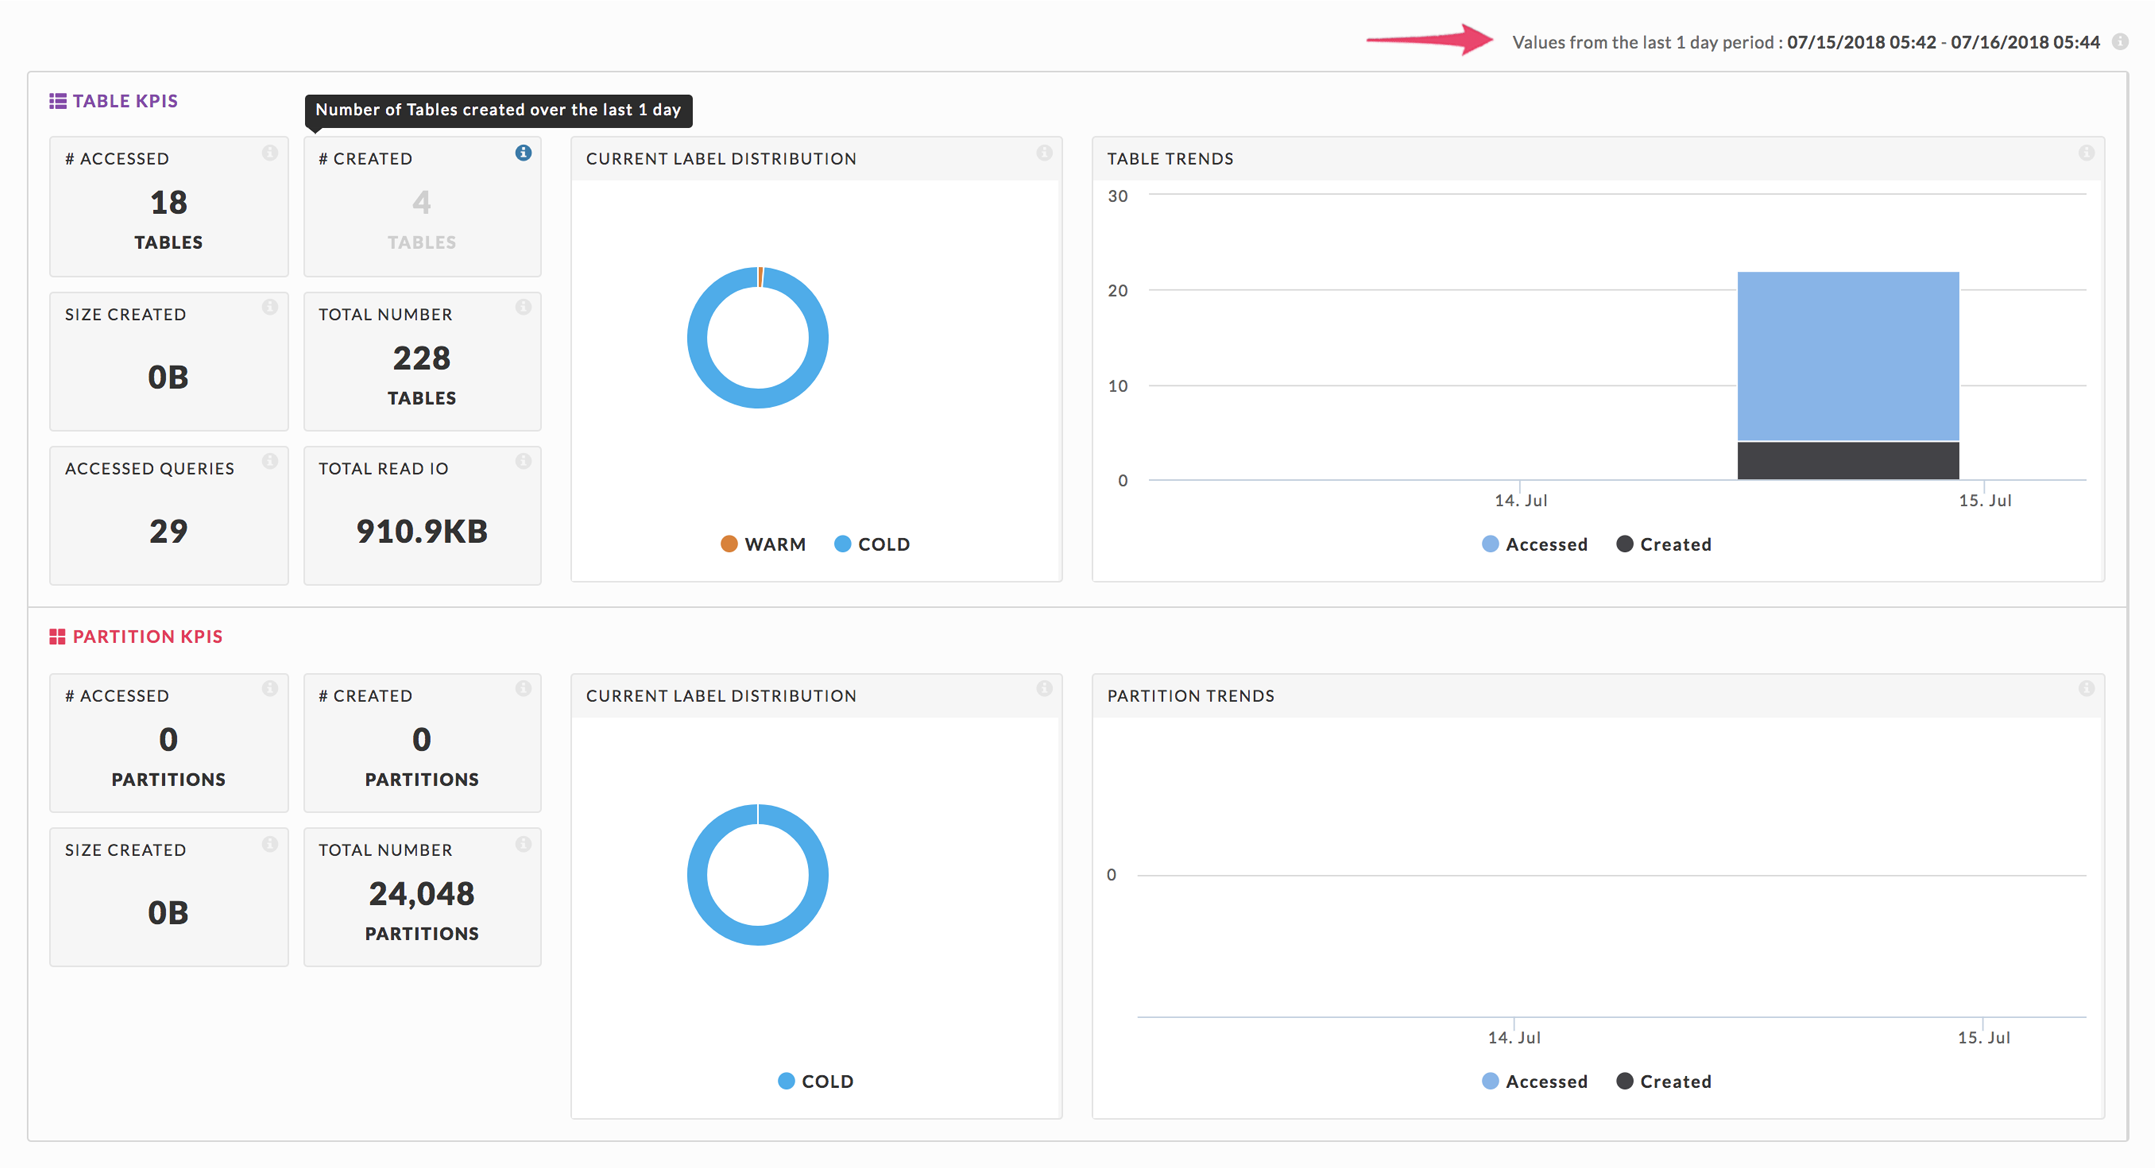 Values from the last 1 day period : 07/15/2018 05:42 - 07/16/2018 05:44
TABLE KPIS
Number of Tables created over the last 1 day
# ACCESSED
18
TABLES
# CREATED
4
TABLES
SIZE CREATED
0B
TOTAL NUMBER
228
TABLES
ACCESSED QUERIES
29
TOTAL READ IO
910.9KB
CURRENT LABEL DISTRIBUTION
WARM
COLD
TABLE TRENDS
30
20
10
0
14. Jul
15. Jul
Accessed
Created
PARTITION KPIS
# ACCESSED
0
PARTITIONS
# CREATED
0
PARTITIONS
SIZE CREATED
0B
TOTAL NUMBER
24,048
PARTITIONS
CURRENT LABEL DISTRIBUTION
COLD
PARTITION TRENDS
0
14. Jul
15. Jul
Accessed
Created